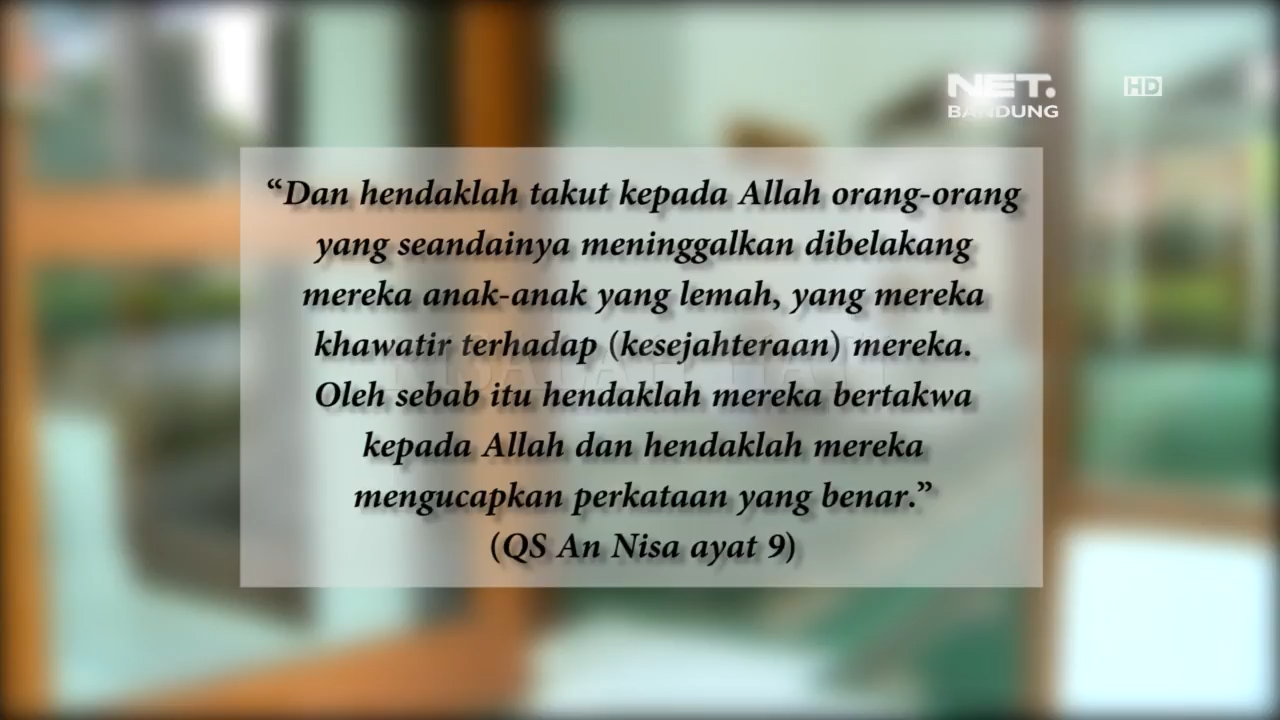 NET.
BANDUNG
HD
“Dan hendaklah takut kepada Allah orang-orang
yang seandainya meninggalkan dibelakang
mereka anak-anak yang lemah, yang mereka
khawatir terhadap (kesejahteraan) mereka.
Oleh sebab itu hendaklah mereka bertakwa
kepada Allah dan hendaklah mereka
mengucapkan perkataan yang benar.”
(QS An Nisa ayat 9)